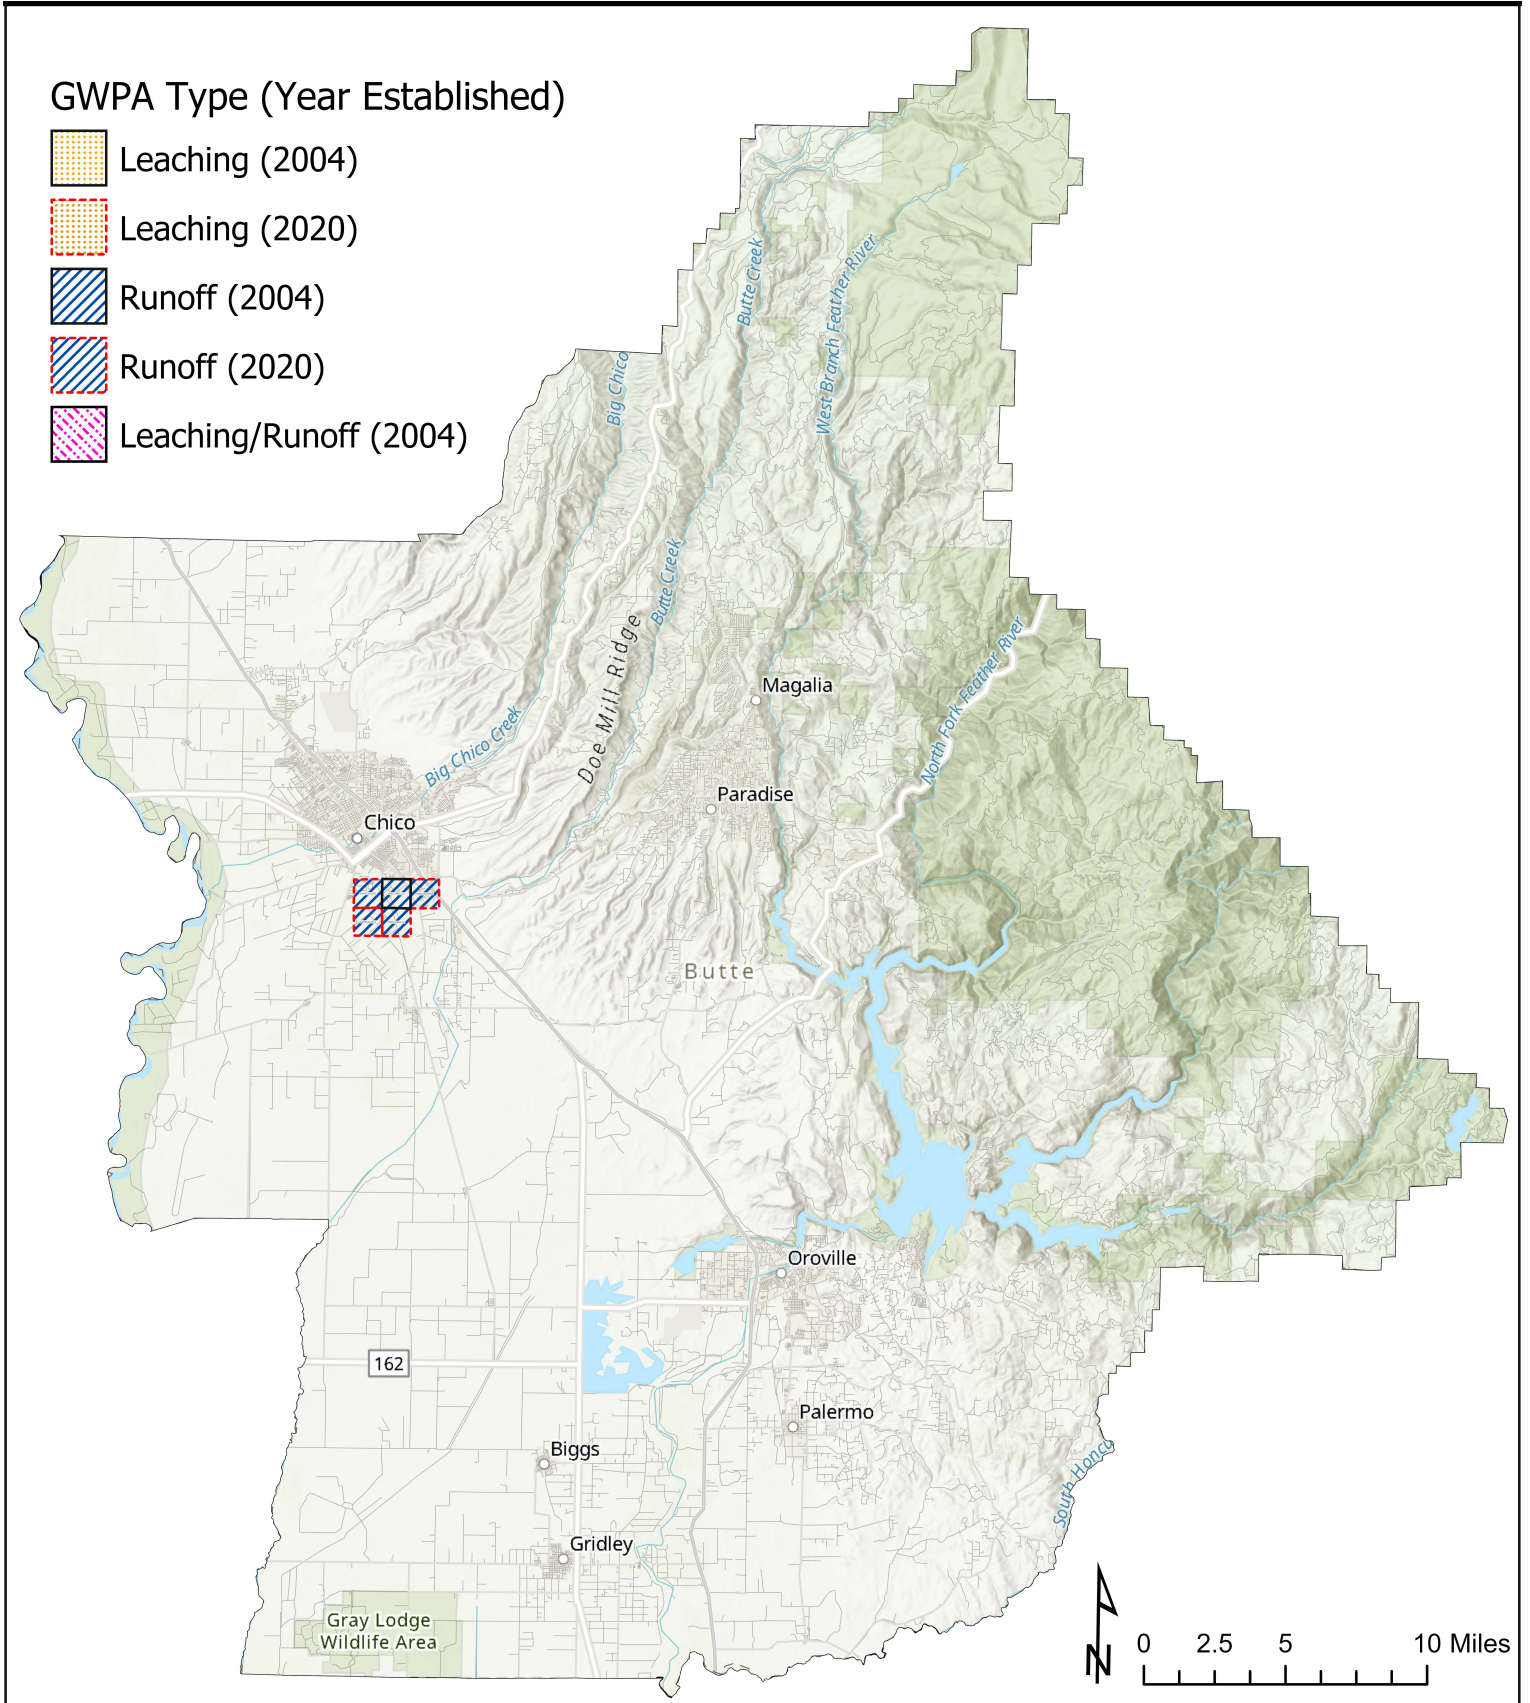 GWPA Type (Year Established)
Leaching (2004)
Leaching (2020)
Runoff (2004)
Runoff (2020)
Leaching/Runoff (2004)
Butte Creek
West Branch Feather River
Big Chico
Butte Creek
Doe Mill Ridge
North Fork Feather River
Magalia
Big Chico Creek
Paradise
Chico
Butte
Oroville
162
Palermo
Biggs
South Honcu
Gridley
Gray Lodge
Wildlife Area
N
0 2.5 5 10 Miles